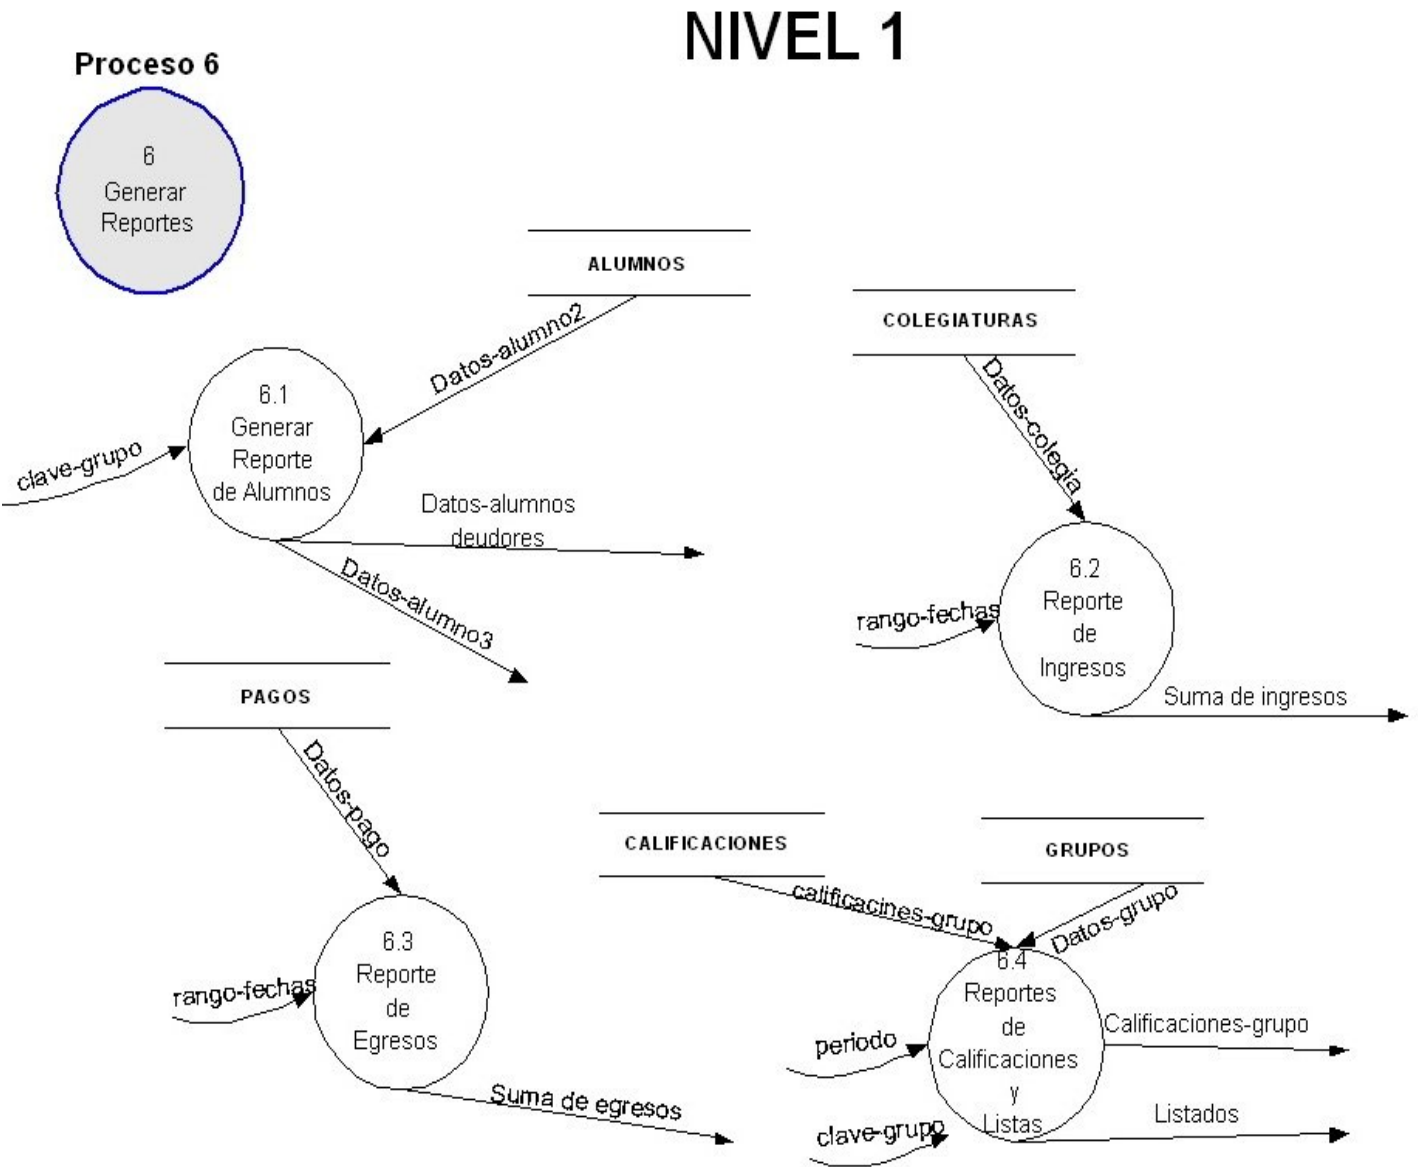 NIVEL 1
Proceso 6
6
Generar
Reportes
ALUMNOS
COLEGIATURAS
Datos-alumno2
Datos-colegia
6.1
Generar
Reporte
de Alumnos
clave-grupo
Datos-alumnos
deudores
Datos-alumno3
6.2
Reporte
de
Ingresos
rango-fechas
Suma de ingresos
PAGOS
Datos-pago
CALIFICACIONES
GRUPOS
calificacines-grupo
Datos-grupo
6.3
Reporte
de
Egresos
rango-fechas
Suma de egresos
6.4
Reportes
de
Calificaciones
y
Listas
periodo
clave-grupo
Calificaciones-grupo
Listados